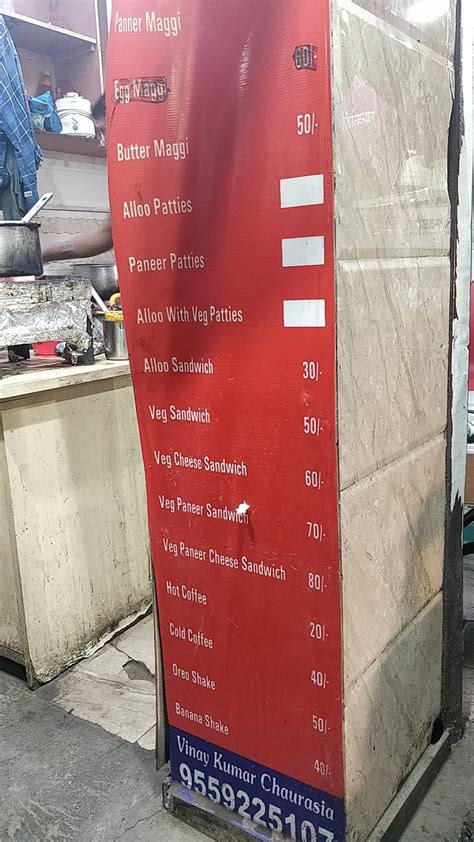 Panner Maggi
Egg Maggi 60/-
Butter Maggi 50/-
Alloo Patties
Paneer Patties
Alloo With Veg Patties
Alloo Sandwich 30/-
Veg Sandwich 50/-
Veg Cheese Sandwich 60/-
Veg Paneer Sandwich 70/-
Veg Paneer Cheese Sandwich 80/-
Hot Coffee 20/-
Cold Coffee 40/-
Oreo Shake 50/-
Banana Shake 40/-
Vinay Kumar Chaurasia
9559225107